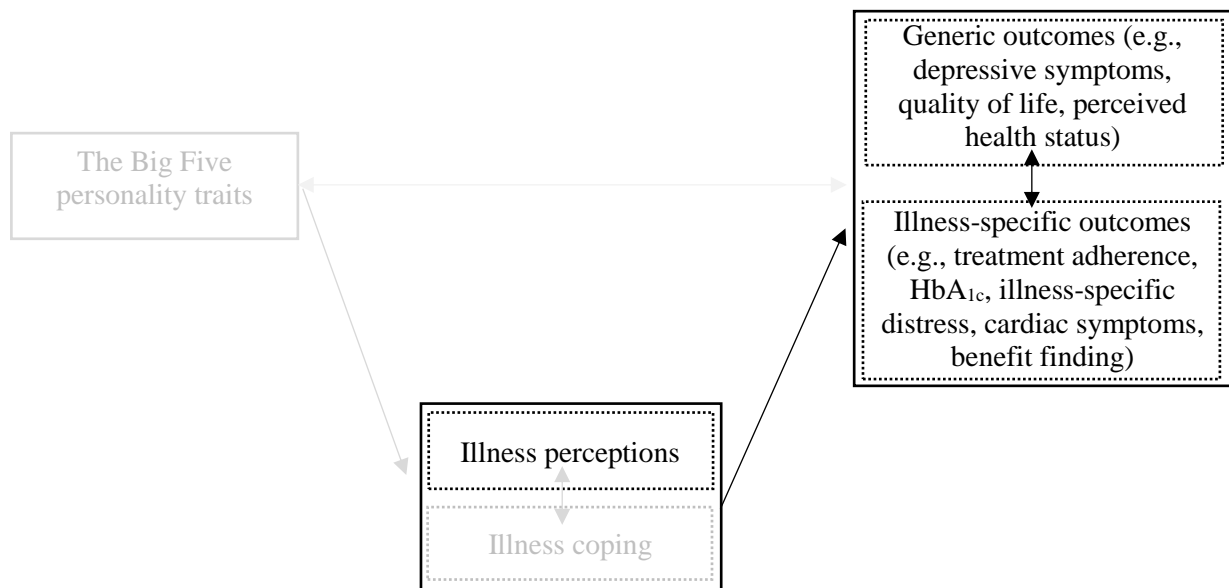 The Big Five
personality traits
Generic outcomes (e.g.,
depressive symptoms,
quality of life, perceived
health status)
Illness-specific outcomes
(e.g., treatment adherence,
HbA1c, illness-specific
distress, cardiac symptoms,
benefit finding)
Illness perceptions
Illness coping